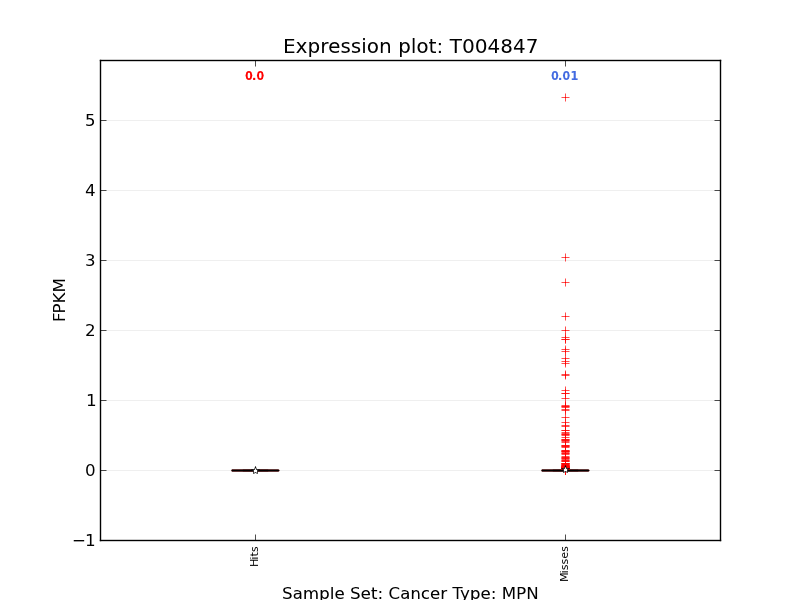 Expression plot: T004847
0.0
0.01
5
4
3
2
1
0
−1
FPKM
Hits
Misses
Sample Set: Cancer Type: MPN